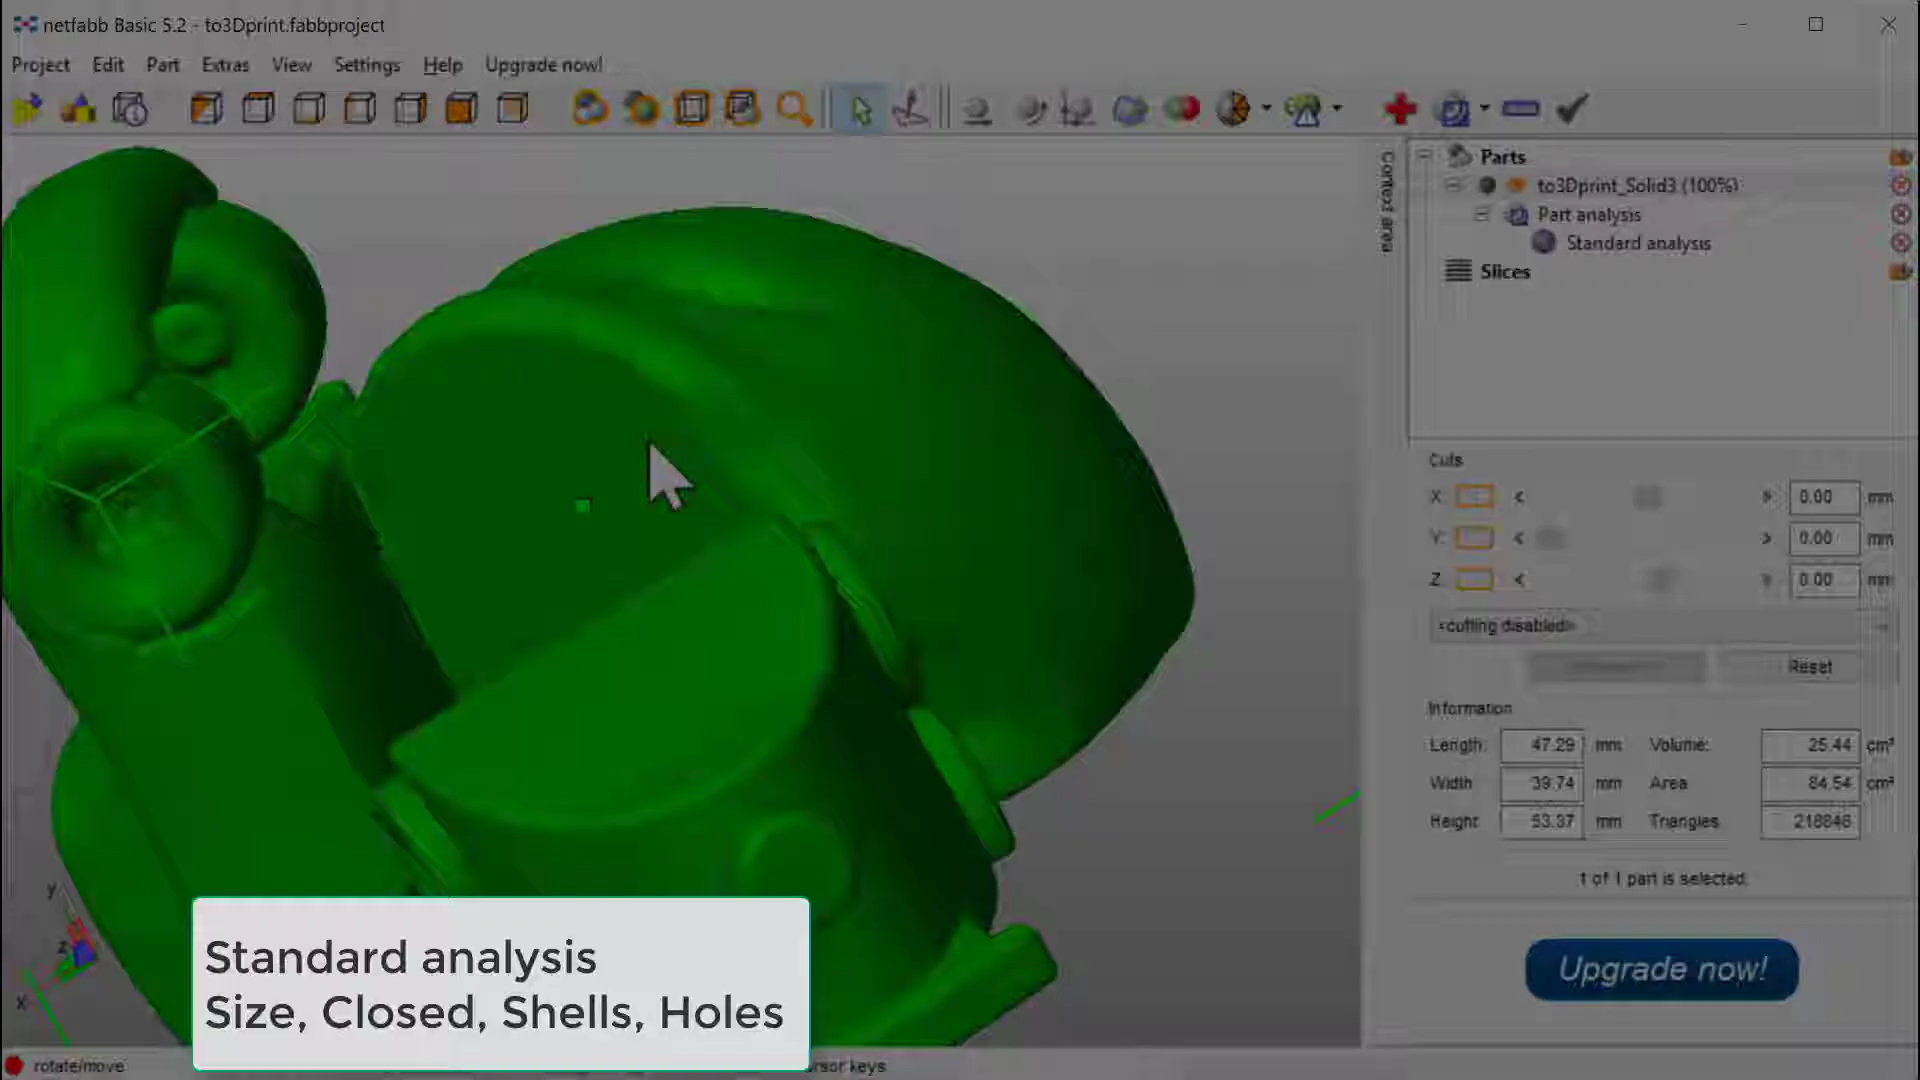 netfabb Basic 5.2 - to3Dprint.fabbproject
Project Edit Part Extras View Settings Help Upgrade now!
Context area
Parts
to3Dprint_Solid3 (100%)
Part analysis
Standard analysis
Slices
Cuts
X: < > 0.00 mm
Y: < > 0.00 mm
Z: < > 0.00 mm
<cutting disabled>
Reset
Information
Length: 47.29 mm Volume: 25.44 cm³
Width: 39.74 mm Area: 84.54 cm²
Height: 53.37 mm Triangles: 218846
1 of 1 part is selected.
Upgrade now!
y
z
x
Standard analysis
Size, Closed, Shells, Holes
rotate/move
keys